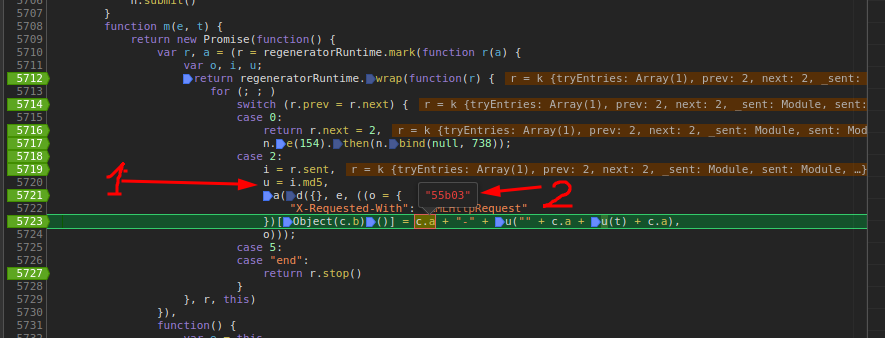 5706 n.submit()
5707 }
5708 function m(e, t) {
5709 return new Promise(function() {
5710 var r, a = (r = regeneratorRuntime.mark(function r(a) {
5711 var o, i, u;
5712 return regeneratorRuntime.wrap(function(r) { r = k {tryEntries: Array(1), prev: 2, next: 2, _sent:
5713 for (; ; )
5714 switch (r.prev = r.next) { r = k {tryEntries: Array(1), prev: 2, next: 2, _sent: Module, sent:
5715 case 0:
5716 return r.next = 2, r = k {tryEntries: Array(1), prev: 2, next: 2, _sent: Module, sent: Mod
5717 n.e(154).then(n.bind(null, 738));
5718 case 2:
5719 i = r.sent, r = k {tryEntries: Array(1), prev: 2, next: 2, _sent: Module, sent: Module, …}
5720 u = i.md5,
5721 a(d({}, e, ((o = { "55b03"
5722 "X-Requested-With": MLHttpRequest"
5723 })[Object(c.b)()] = c.a + "-" + u("" + c.a + u(t) + c.a),
5724 o)));
5725 case 5:
5726 case "end":
5727 return r.stop()
5728 }
5729 }, r, this)
5730 }),
5731 function() {
1
2